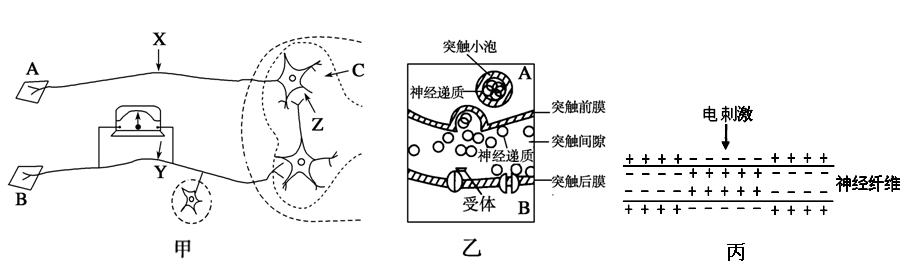 X
A
C
Z
Y
B
甲
突触小泡
A
神经递质
突触前膜
突触间隙
神经递质
突触后膜
受体
B
乙
电刺激
+ + + + - - - - - + + + +
- - - - + + + + + - - - -
- - - - + + + + + - - - -
+ + + + - - - - - + + + +
神经纤维
丙